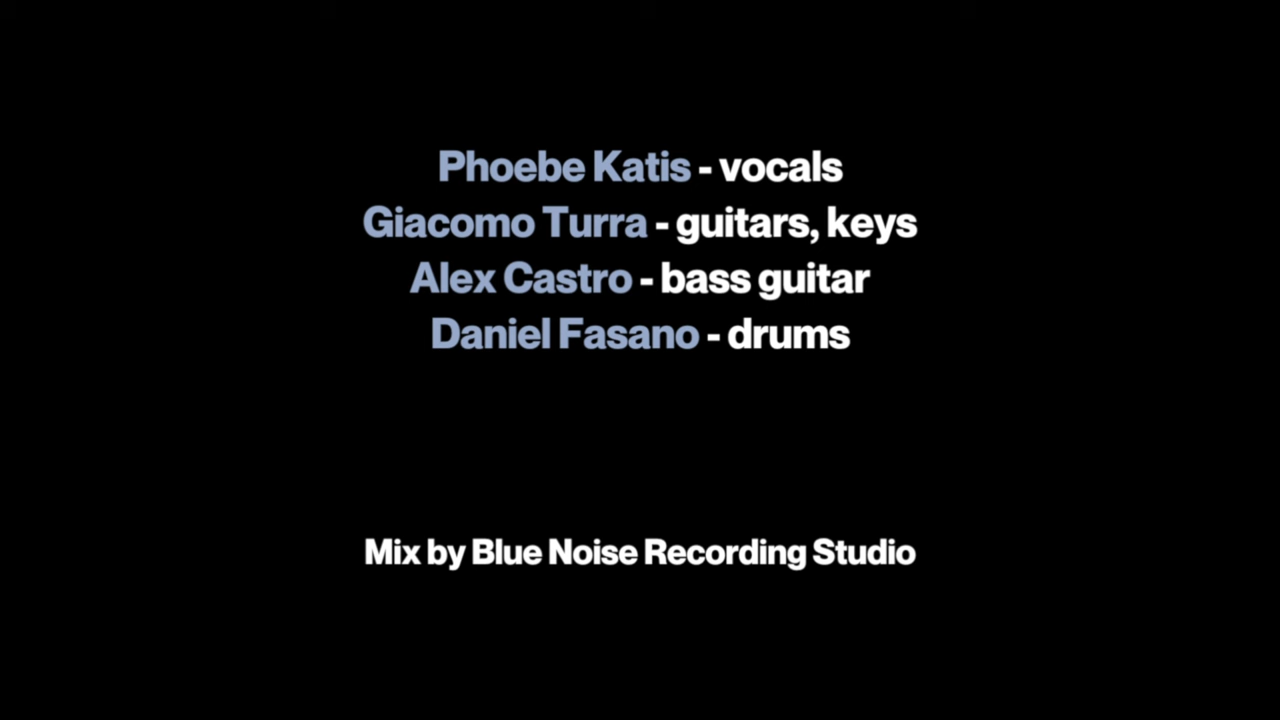 Phoebe Katis - vocals
Giacomo Turra - guitars, keys
Alex Castro - bass guitar
Daniel Fasano - drums
Mix by Blue Noise Recording Studio